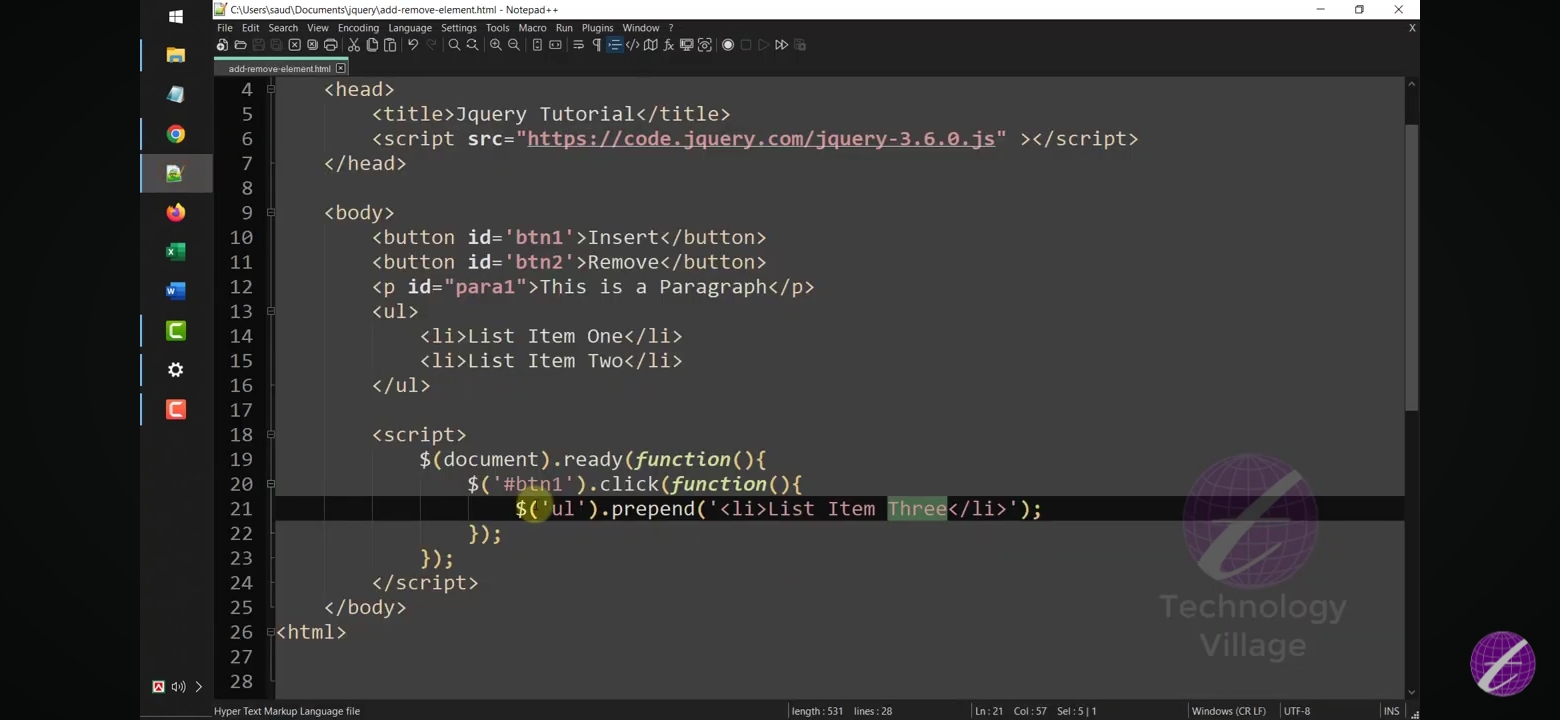 C:\Users\saud\Documents\jquery\add-remove-element.html - Notepad++
File Edit Search View Encoding Language Settings Tools Macro Run Plugins Window ? X
add-remove-element.html
4 <head>
5 <title>Jquery Tutorial</title>
6 <script src="https://code.jquery.com/jquery-3.6.0.js" ></script>
7 </head>
8
9 <body>
10 <button id='btn1'>Insert</button>
11 <button id='btn2'>Remove</button>
12 <p id="para1">This is a Paragraph</p>
13 <ul>
14 <li>List Item One</li>
15 <li>List Item Two</li>
16 </ul>
17
18 <script>
19 $(document).ready(function(){
20 $('#btn1').click(function(){
21 $('ul').prepend('<li>List Item Three</li>');
22 });
23 });
24 </script>
25 </body>
26 <html>
27
28
Technology
Village
Hyper Text Markup Language file length : 531 lines : 28 Ln : 21 Col : 57 Sel : 5 | 1 Windows (CR LF) UTF-8 INS